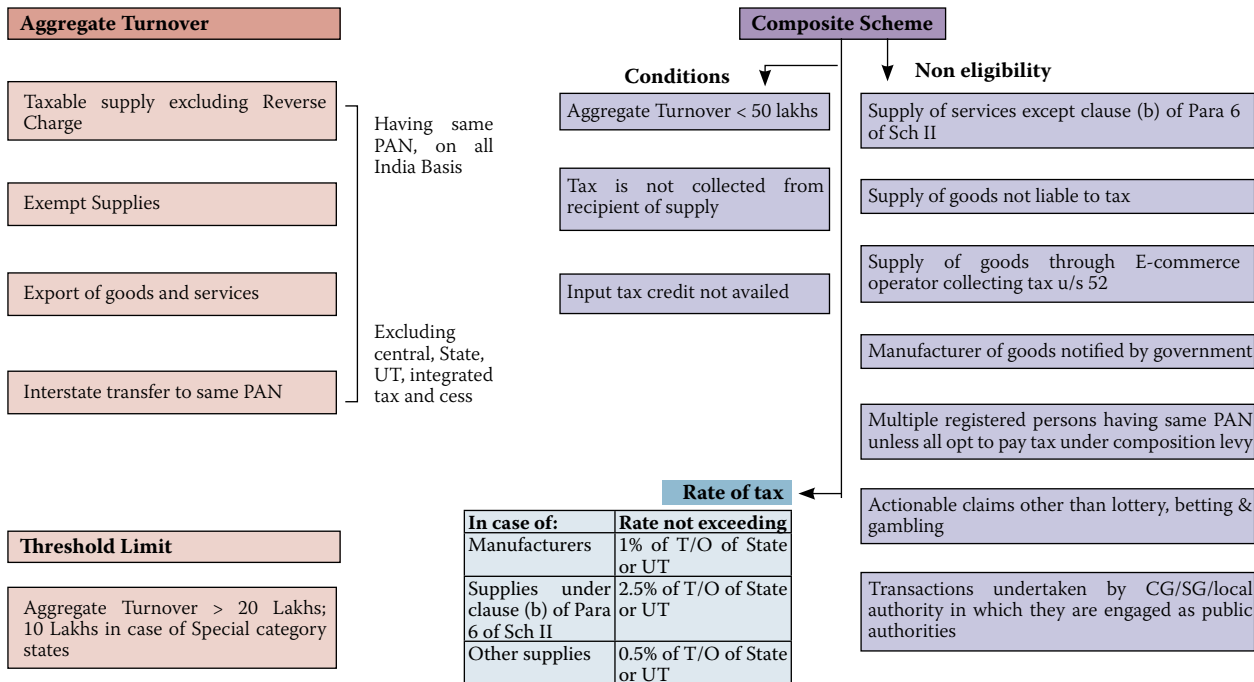 Aggregate Turnover
Taxable supply excluding Reverse
Charge
Exempt Supplies
Export of goods and services
Interstate transfer to same PAN
Having same
PAN, on all
India Basis
Excluding
central, State,
UT, integrated
tax and cess
Threshold Limit
Aggregate Turnover > 20 Lakhs;
10 Lakhs in case of Special category
states
Composite Scheme
Conditions
Aggregate Turnover < 50 lakhs
Tax is not collected from
recipient of supply
Input tax credit not availed
Non eligibility
Supply of services except clause (b) of Para 6
of Sch II
Supply of goods not liable to tax
Supply of goods through E-commerce
operator collecting tax u/s 52
Manufacturer of goods notified by government
Multiple registered persons having same PAN
unless all opt to pay tax under composition levy
Actionable claims other than lottery, betting &
gambling
Transactions undertaken by CG/SG/local
authority in which they are engaged as public
authorities
Rate of tax
In case of: Rate not exceeding
Manufacturers 1% of T/O of State
or UT
Supplies under 2.5% of T/O of State
clause (b) of Para or UT
6 of Sch II
Other supplies 0.5% of T/O of State
or UT